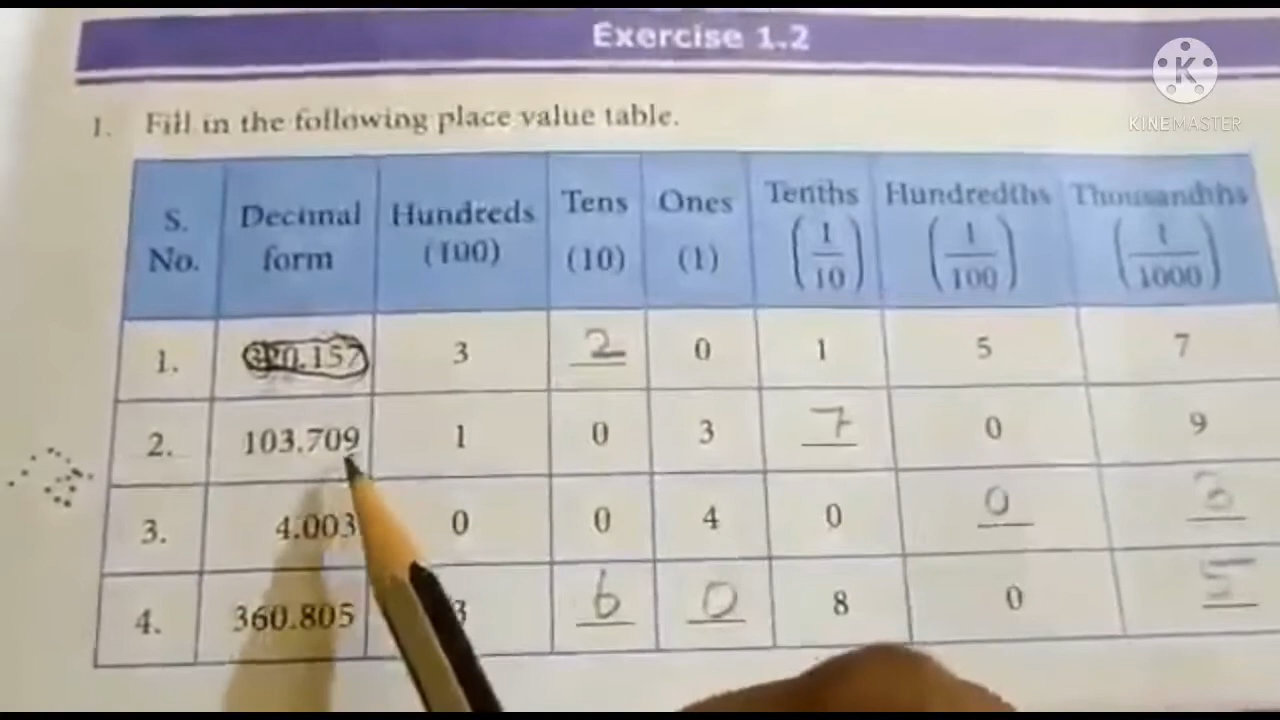 Exercise 1.2
K
KINEMASTER
1. Fill in the following place value table.
S. No. Decimal form Hundreds (100) Tens (10) Ones (1) Tenths (1/10) Hundredths (1/100) Thousandths (1/1000)
1. 320.157 3 2 0 1 5 7
2. 103.709 1 0 3 7 0 9
3. 4.003 0 0 4 0 0 3
4. 360.805 3 6 0 8 0 5